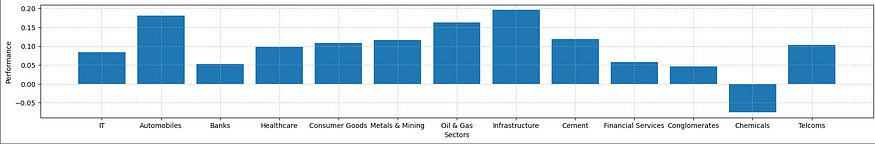 0.20
0.15
0.10
0.05
0.00
−0.05
Performance
IT Automobiles Banks Healthcare Consumer Goods Metals & Mining Oil & Gas Infrastructure Cement Financial Services Conglomerates Chemicals Telcoms
Sectors